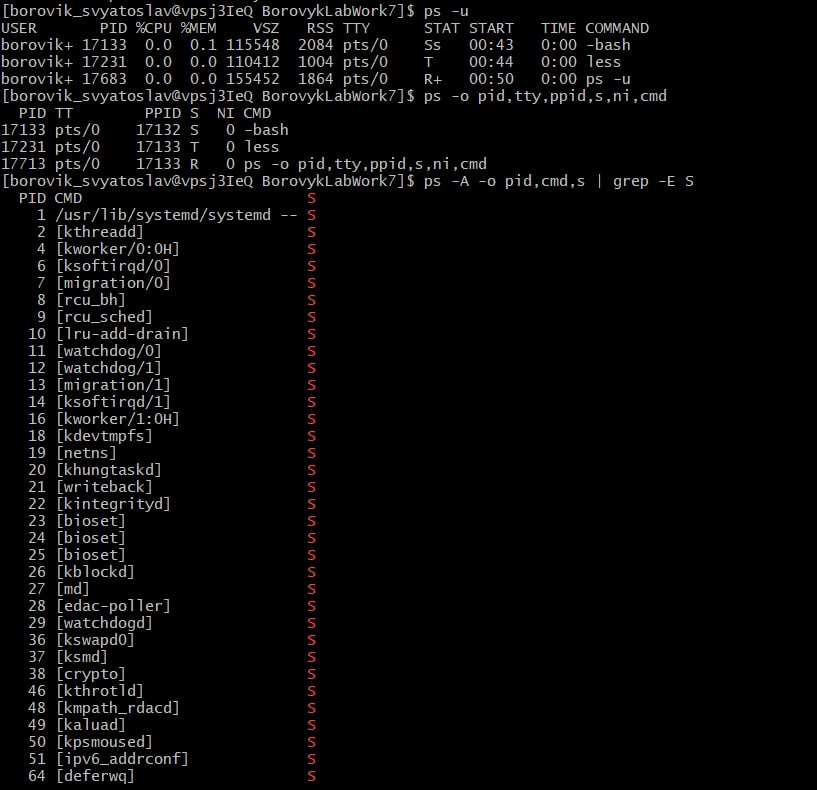 [borovik_svyatoslav@vpsj3IeQ BorovykLabWork7]$ ps -u
USER       PID %CPU %MEM    VSZ   RSS TTY      STAT START   TIME COMMAND
borovik+ 17133  0.0  0.1 115548  2084 pts/0    Ss   00:43   0:00 -bash
borovik+ 17231  0.0  0.0 110412  1004 pts/0    T    00:44   0:00 less
borovik+ 17683  0.0  0.0 155452  1864 pts/0    R+   00:50   0:00 ps -u
[borovik_svyatoslav@vpsj3IeQ BorovykLabWork7]$ ps -o pid,tty,ppid,s,ni,cmd
  PID TT        PPID S  NI CMD
17133 pts/0    17132 S   0 -bash
17231 pts/0    17133 T   0 less
17713 pts/0    17133 R   0 ps -o pid,tty,ppid,s,ni,cmd
[borovik_svyatoslav@vpsj3IeQ BorovykLabWork7]$ ps -A -o pid,cmd,s | grep -E S
  PID CMD                          S
    1 /usr/lib/systemd/systemd --  S
    2 [kthreadd]                   S
    4 [kworker/0:0H]               S
    6 [ksoftirqd/0]                S
    7 [migration/0]                S
    8 [rcu_bh]                     S
    9 [rcu_sched]                  S
   10 [lru-add-drain]              S
   11 [watchdog/0]                 S
   12 [watchdog/1]                 S
   13 [migration/1]                S
   14 [ksoftirqd/1]                S
   16 [kworker/1:0H]               S
   18 [kdevtmpfs]                  S
   19 [netns]                      S
   20 [khungtaskd]                 S
   21 [writeback]                  S
   22 [kintegrityd]                S
   23 [bioset]                     S
   24 [bioset]                     S
   25 [bioset]                     S
   26 [kblockd]                    S
   27 [md]                         S
   28 [edac-poller]                S
   29 [watchdogd]                  S
   36 [kswapd0]                    S
   37 [ksmd]                       S
   38 [crypto]                     S
   46 [kthrotld]                   S
   48 [kmpath_rdacd]               S
   49 [kaluad]                     S
   50 [kpsmoused]                  S
   51 [ipv6_addrconf]              S
   64 [deferwq]                    S